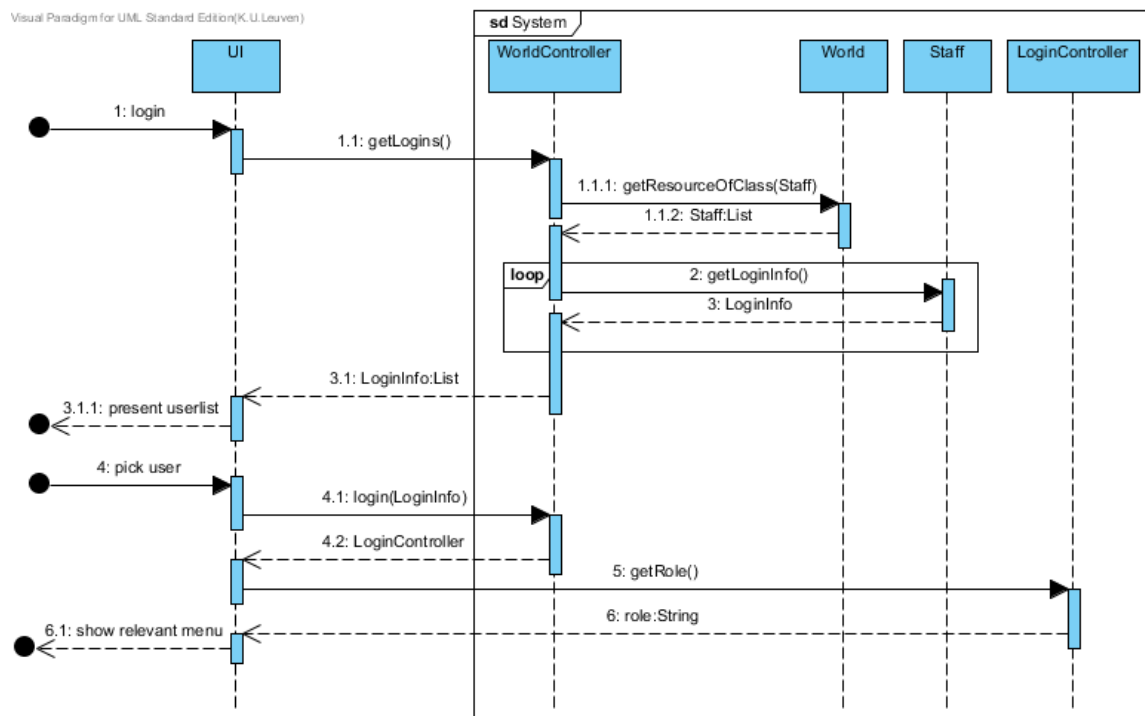 Visual Paradigm for UML Standard Edition(K.U.Leuven)
sd System
UI
WorldController
World
Staff
LoginController
1: login
1.1: getLogins()
1.1.1: getResourceOfClass(Staff)
1.1.2: Staff:List
loop
2: getLoginInfo()
3: LoginInfo
3.1: LoginInfo:List
3.1.1: present userlist
4: pick user
4.1: login(LoginInfo)
4.2: LoginController
5: getRole()
6: role:String
6.1: show relevant menu